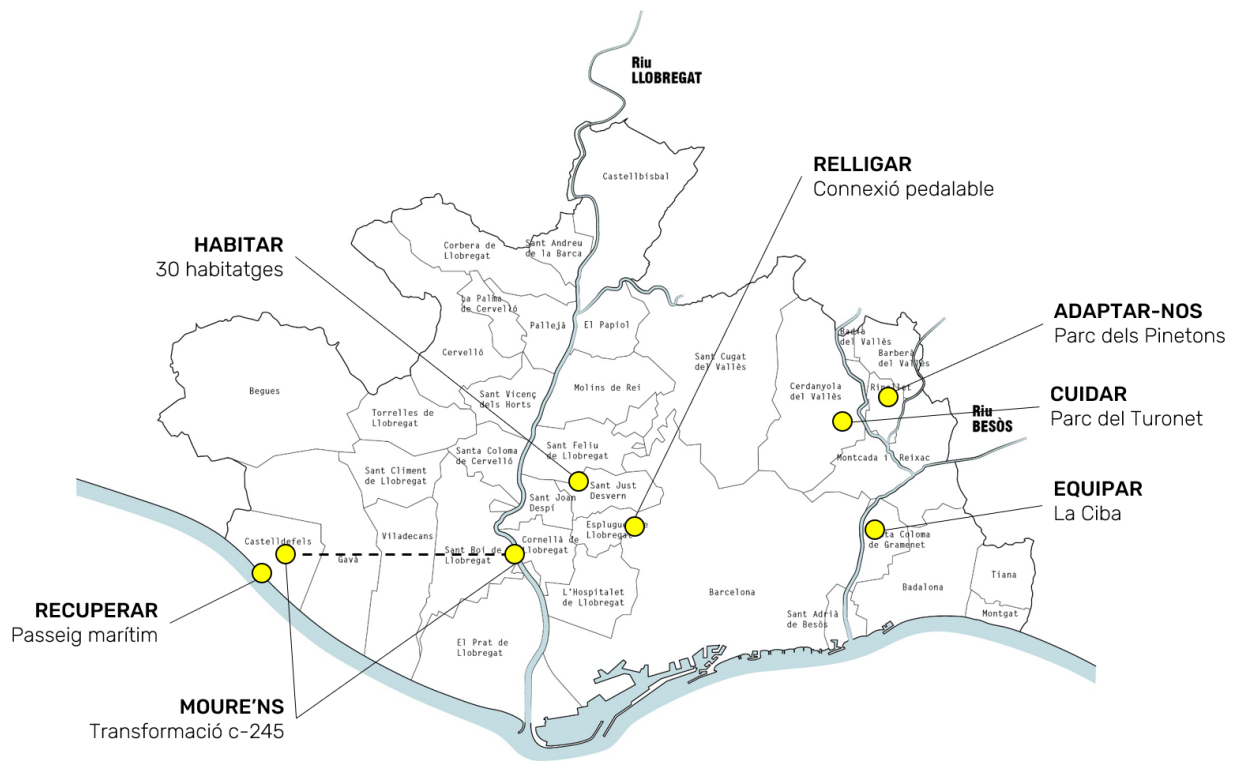 Riu
LLOBREGAT
RELLIGAR
Connexió pedalable
Castellbisbal
HABITAR
30 habitatges
Corbera de
Llobregat
Sant Andreu
de la Barca
La Palma
de Cervelló
Pallejà
El Papiol
ADAPTAR-NOS
Parc dels Pinetons
Badia
del Vallès
Barberà
del Vallès
Cervelló
Sant Cugat
del Vallès
Begues
Sant Vicenç
dels Horts
Molins de Rei
Cerdanyola
del Vallès
Ripollet
CUIDAR
Parc del Turonet
Torrelles de
Llobregat
Riu
BESÒS
Santa Coloma
de Cervelló
Sant Feliu
de Llobregat
Montcada i Reixac
Sant Climent
de Llobregat
Sant Just
Desvern
Sant Joan
Despí
EQUIPAR
La Ciba
Esplugues de
Llobregat
Castelldefels
Gavà
Viladecans
Sant Boi de
Llobregat
Cornellà de
Llobregat
Santa Coloma
de Gramenet
L'Hospitalet
de Llobregat
Barcelona
Badalona
Tiana
Montgat
Sant Adrià
de Besòs
RECUPERAR
Passeig marítim
El Prat de
Llobregat
MOURE'NS
Transformació c-245